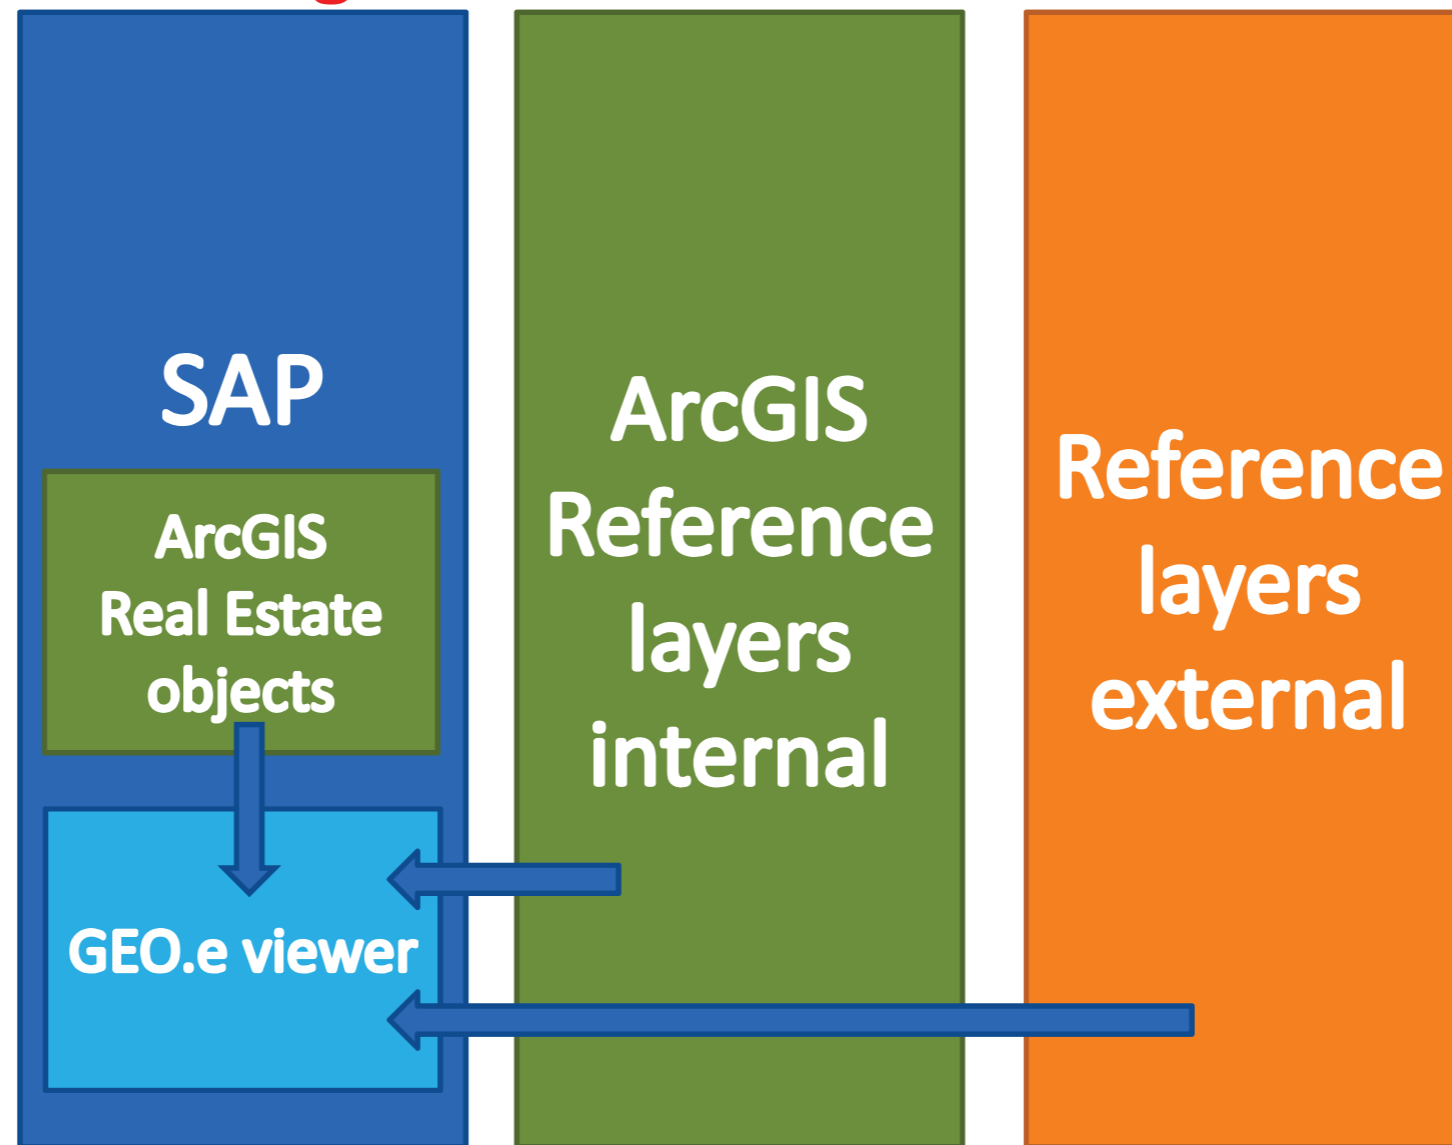 SAP
ArcGIS
Real Estate
objects
GEO.e viewer
ArcGIS
Reference
layers
internal
Reference
layers
external